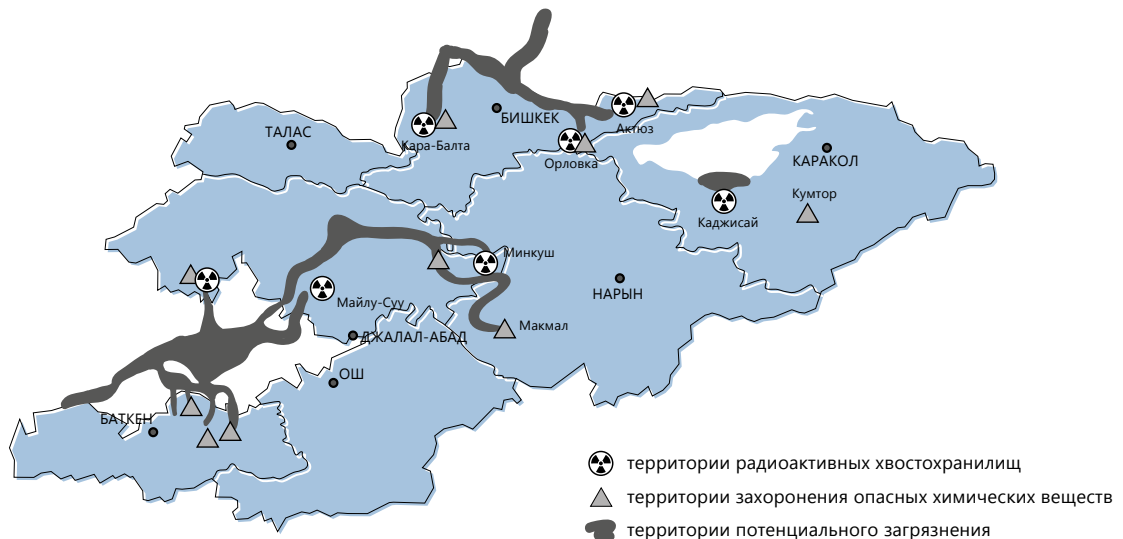 ТАЛАС
БИШКЕК
Кара-Балта
Актюз
Орловка
КАРАКОЛ
Кумтор
Каджисай
Минкуш
НАРЫН
Майлу-Суу
Макмал
ДЖАЛАЛ-АБАД
ОШ
БАТКЕН
территории радиоактивных хвостохранилищ
территории захоронения опасных химических веществ
территории потенциального загрязнения